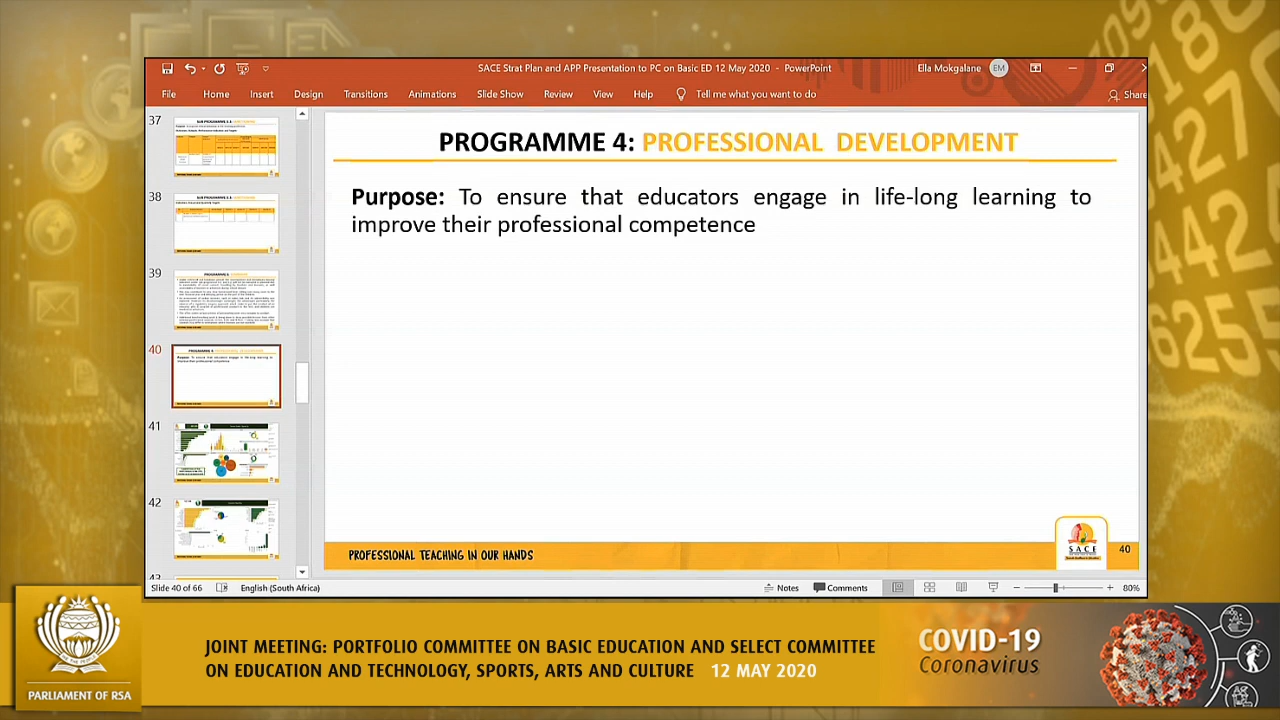 SACE Strat Plan and APP Presentation to PC on Basic ED 12 May 2020 - PowerPoint
Ella Mokgalane EM
File Home Insert Design Transitions Animations Slide Show Review View Help Tell me what you want to do Share
37
38
39
40
41
42
PROGRAMME 4: PROFESSIONAL DEVELOPMENT
Purpose: To ensure that educators engage in life-long learning to
improve their professional competence
PROFESSIONAL TEACHING IN OUR HANDS
SACE
40
Slide 40 of 66 English (South Africa) Notes Comments 80%
PARLIAMENT OF RSA
JOINT MEETING: PORTFOLIO COMMITTEE ON BASIC EDUCATION AND SELECT COMMITTEE
ON EDUCATION AND TECHNOLOGY, SPORTS, ARTS AND CULTURE 12 MAY 2020
COVID-19
Coronavirus